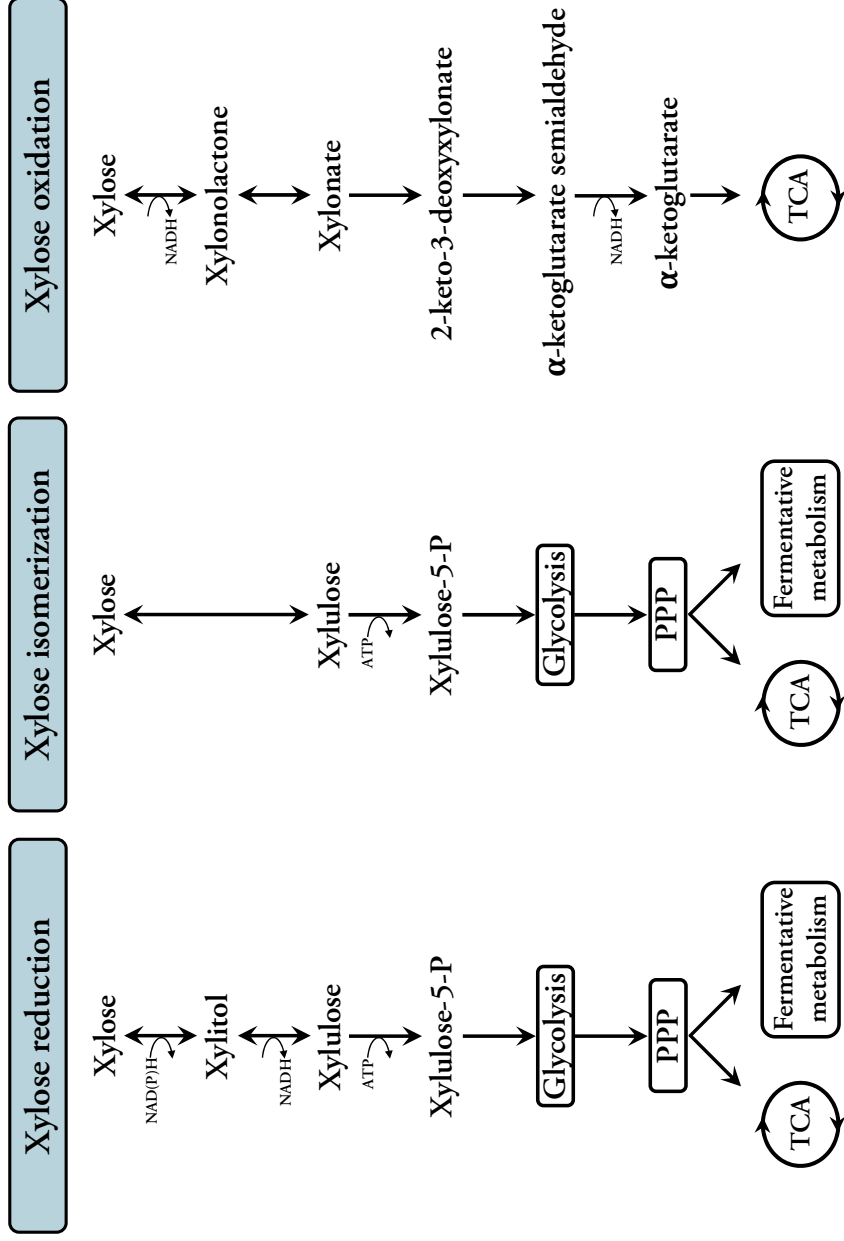 Xylose reduction
Xylose
NAD(P)H
Xylitol
NADH
Xylulose
ATP
Xylulose-5-P
Glycolysis
PPP
TCA
Fermentative
metabolism
Xylose isomerization
Xylose
Xylulose
ATP
Xylulose-5-P
Glycolysis
PPP
TCA
Fermentative
metabolism
Xylose oxidation
Xylose
NADH
Xylonolactone
Xylonate
2-keto-3-deoxyxylonate
α-ketoglutarate semialdehyde
NADH
α-ketoglutarate
TCA